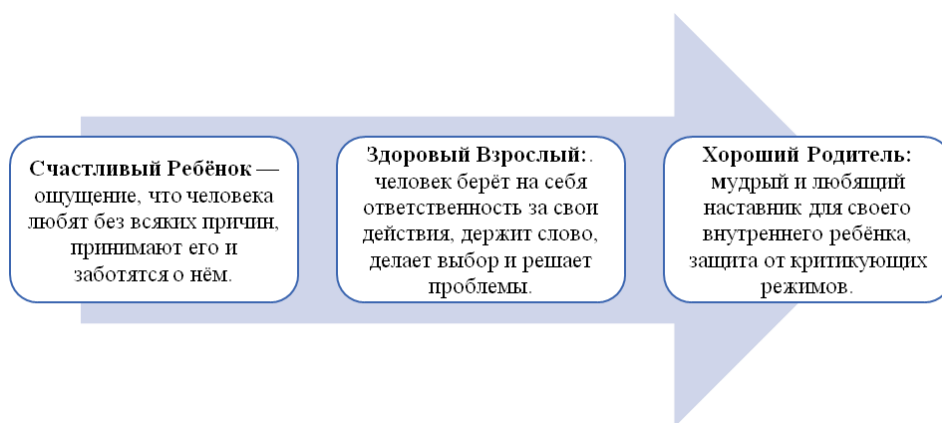 Счастливый Ребёнок —
ощущение, что человека
любят без всяких причин,
принимают его и
заботятся о нём.
Здоровый Взрослый:.
человек берёт на себя
ответственность за свои
действия, держит слово,
делает выбор и решает
проблемы.
Хороший Родитель:
мудрый и любящий
наставник для своего
внутреннего ребёнка,
защита от критикующих
режимов.